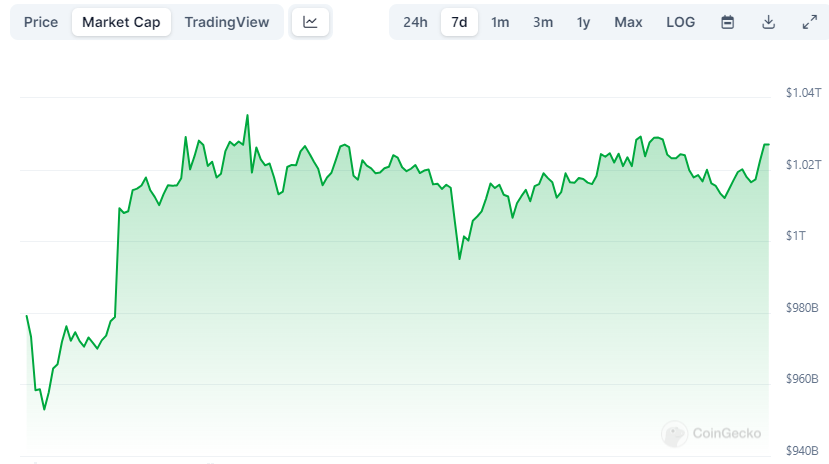 Price Market Cap TradingView 24h 7d 1m 3m 1y Max LOG
$1.04T
$1.02T
$1T
$980B
$960B
CoinGecko
$940B